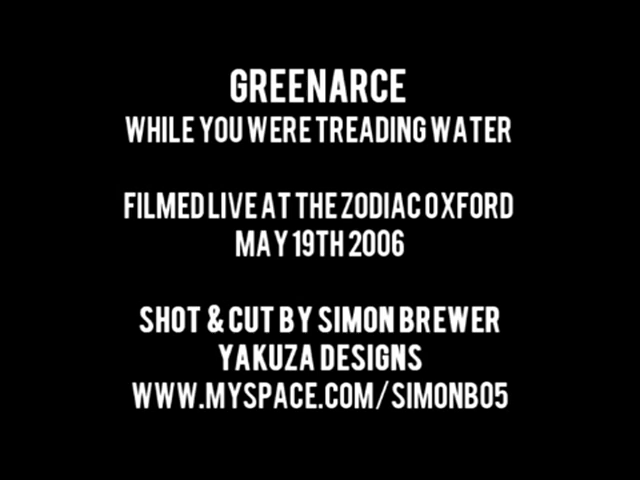 GREENARCE
WHILE YOU WERE TREADING WATER
FILMED LIVE AT THE ZODIAC OXFORD
MAY 19TH 2006
SHOT & CUT BY SIMON BREWER
YAKUZA DESIGNS
WWW.MYSPACE.COM/SIMONB05